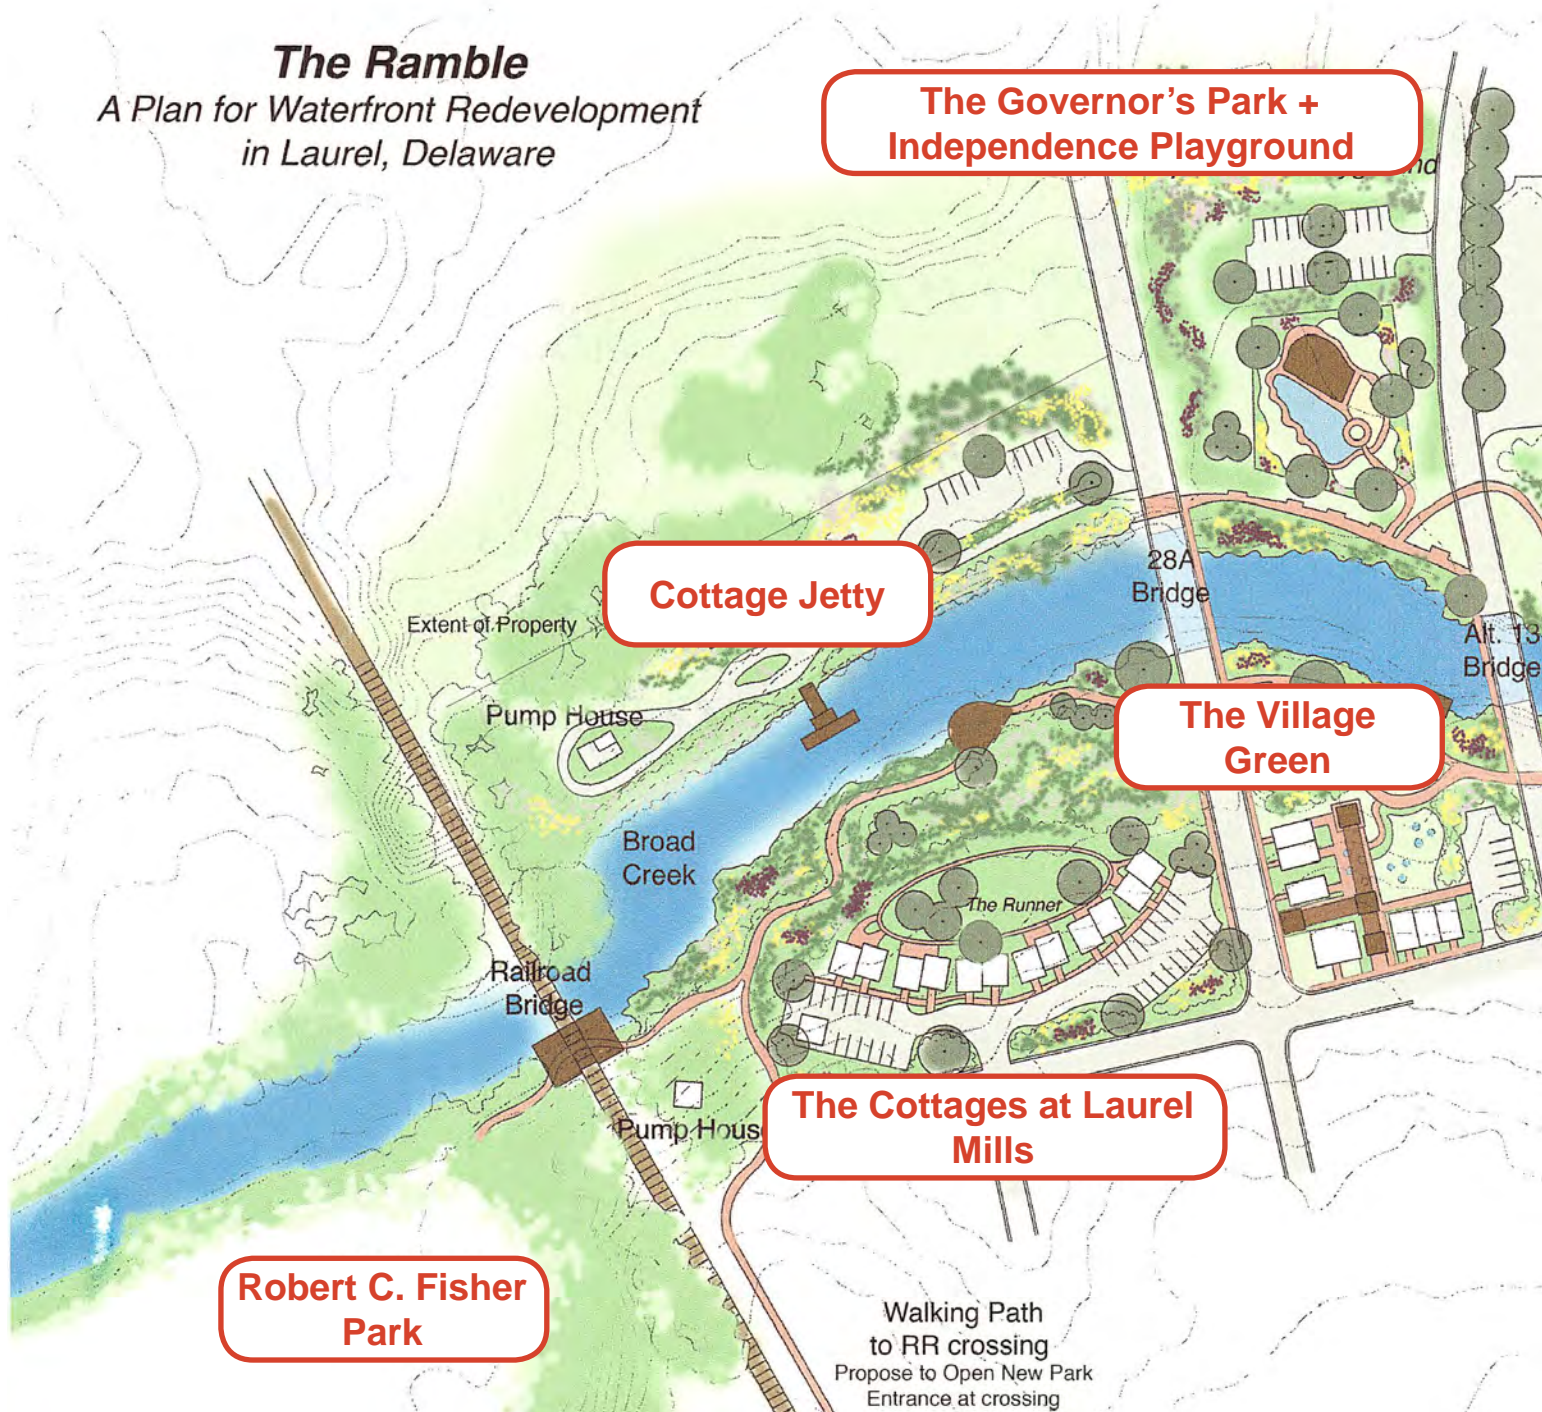 The Ramble
A Plan for Waterfront Redevelopment
in Laurel, Delaware
The Governor's Park +
Independence Playground
Cottage Jetty
28A
Bridge
Extent of Property
Alt. 13
Bridge
Pump House
The Village
Green
Broad
Creek
The Runner
Railroad
Bridge
The Cottages at Laurel
Mills
Pump House
Robert C. Fisher
Park
Walking Path
to RR crossing
Propose to Open New Park
Entrance at crossing